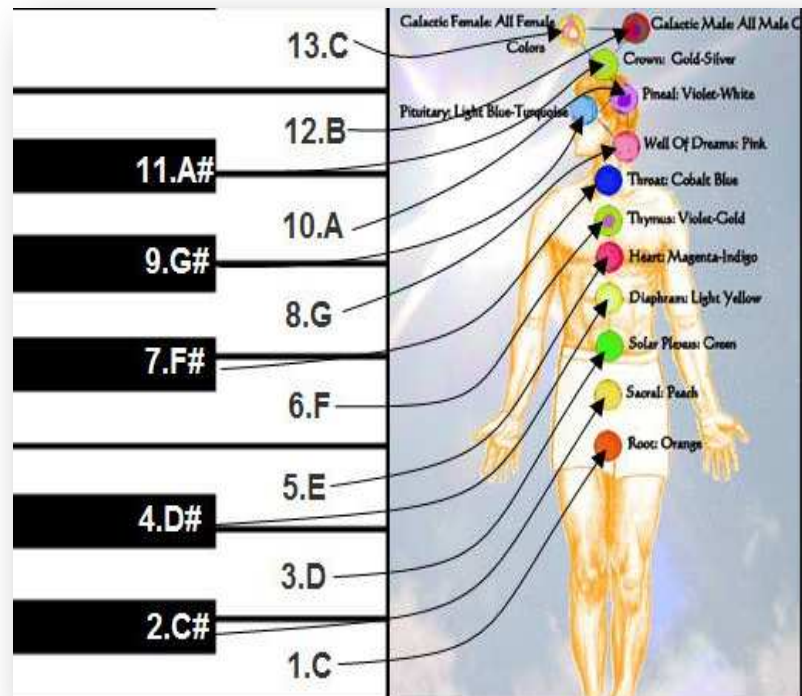 13.C
12.B
11.A#
10.A
9.G#
8.G
7.F#
6.F
5.E
4.D#
3.D
2.C#
1.C
Galactic Female: All Female
Colors
Galactic Male: All Male C
Crown: Gold-Silver
Pineal: Violet-White
Pituitary: Light Blue-Turquoise
Well Of Dreams: Pink
Throat: Cobalt Blue
Thymus: Violet-Gold
Heart: Magenta-Indigo
Diaphram: Light Yellow
Solar Plexus: Green
Sacral: Peach
Root: Orange